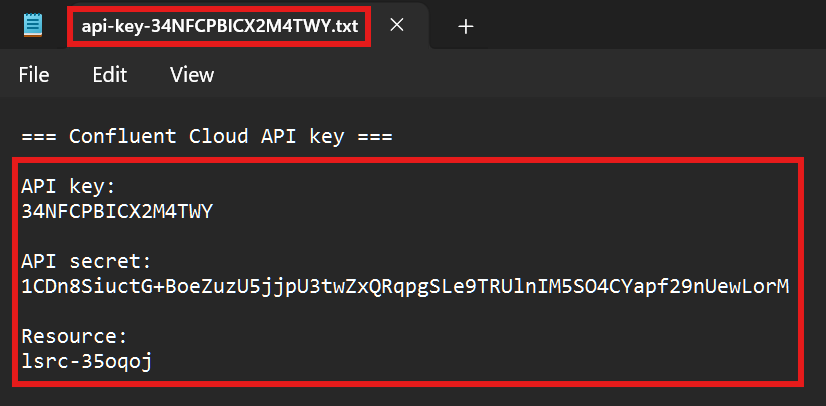 api-key-34NFCPBICX2M4TWY.txt
File Edit View
=== Confluent Cloud API key ===
API key:
34NFCPBICX2M4TWY
API secret:
1CDn8SiuctG+BoeZuzU5jjpU3twZxQRqpgSLe9TRUlnIM5SO4CYapf29nUewLorM
Resource:
lsrc-35oqoj